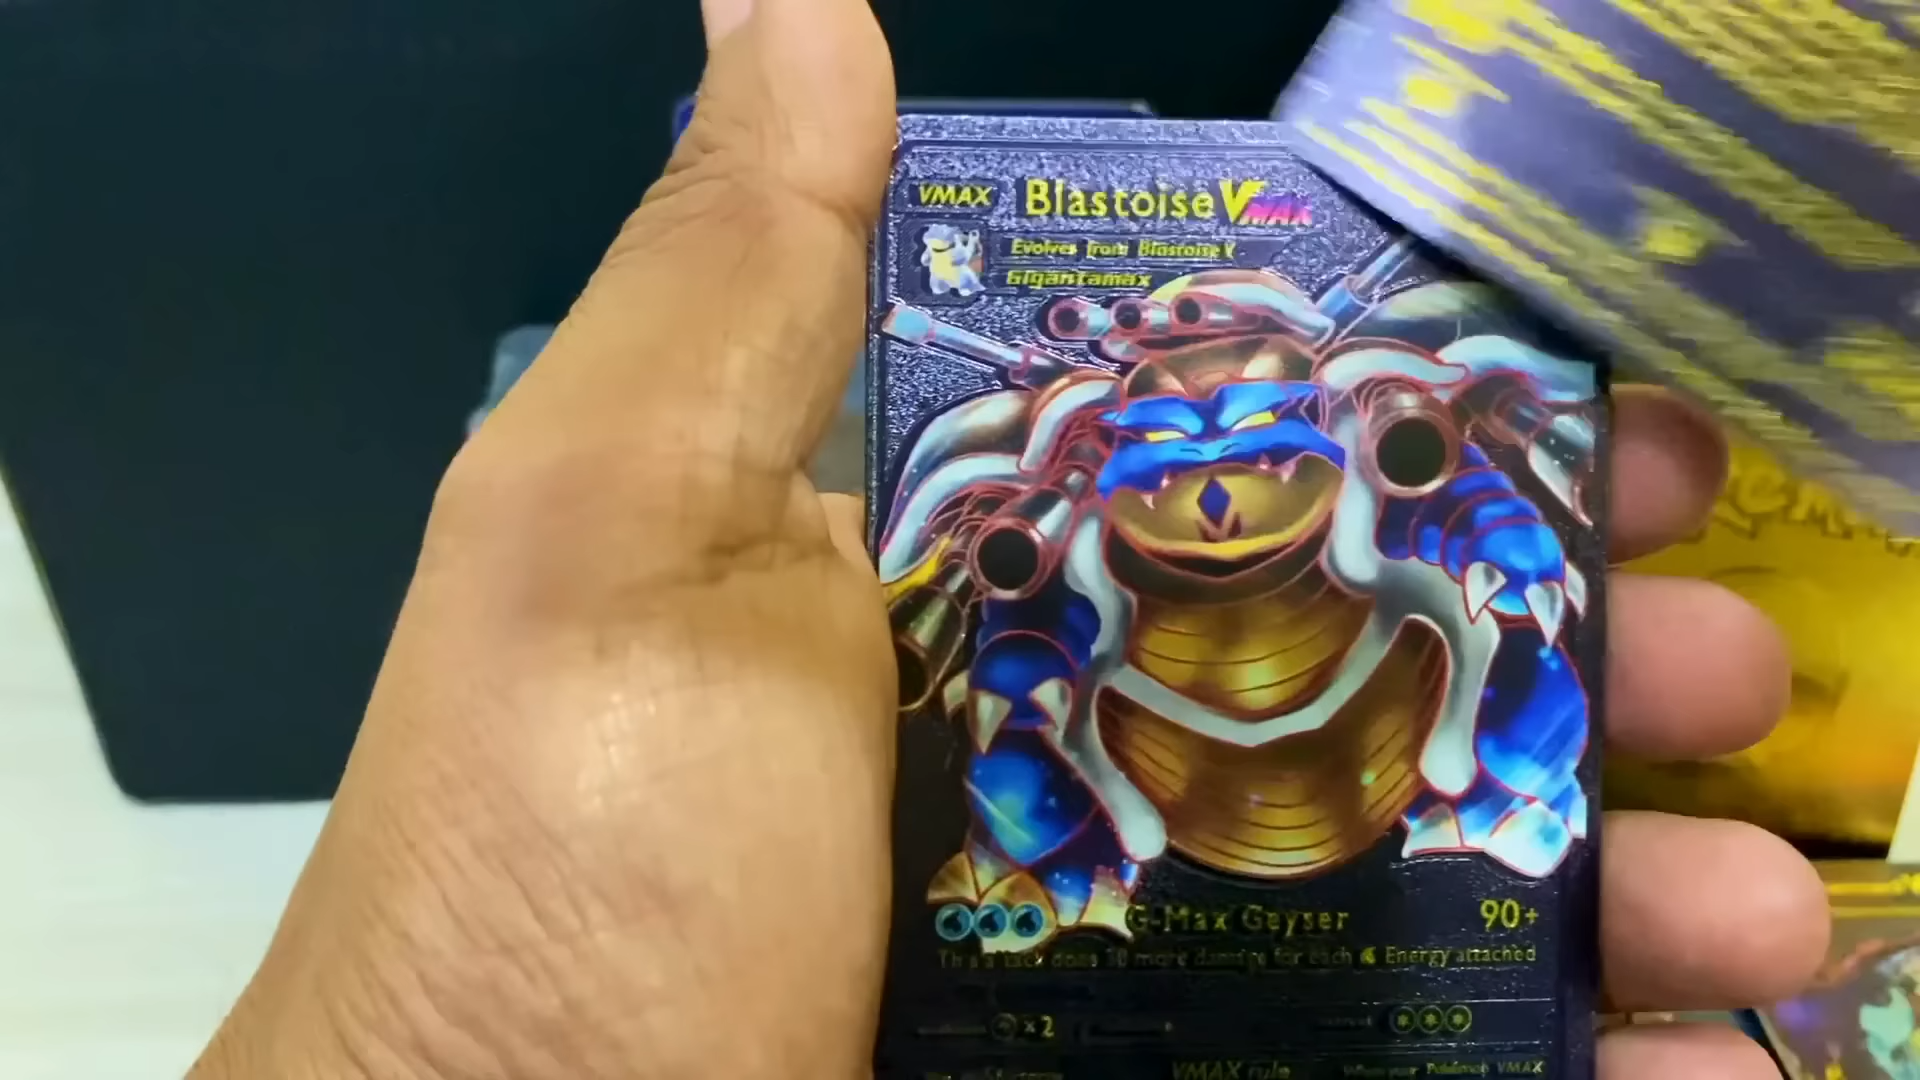 VMAX Blastoise VMAX
Evolves from Blastoise V
Gigantamax
G-Max Geyser 90+
This attack does 30 more damage for each Energy attached
x2
VMAX rule When your Pokémon VMAX